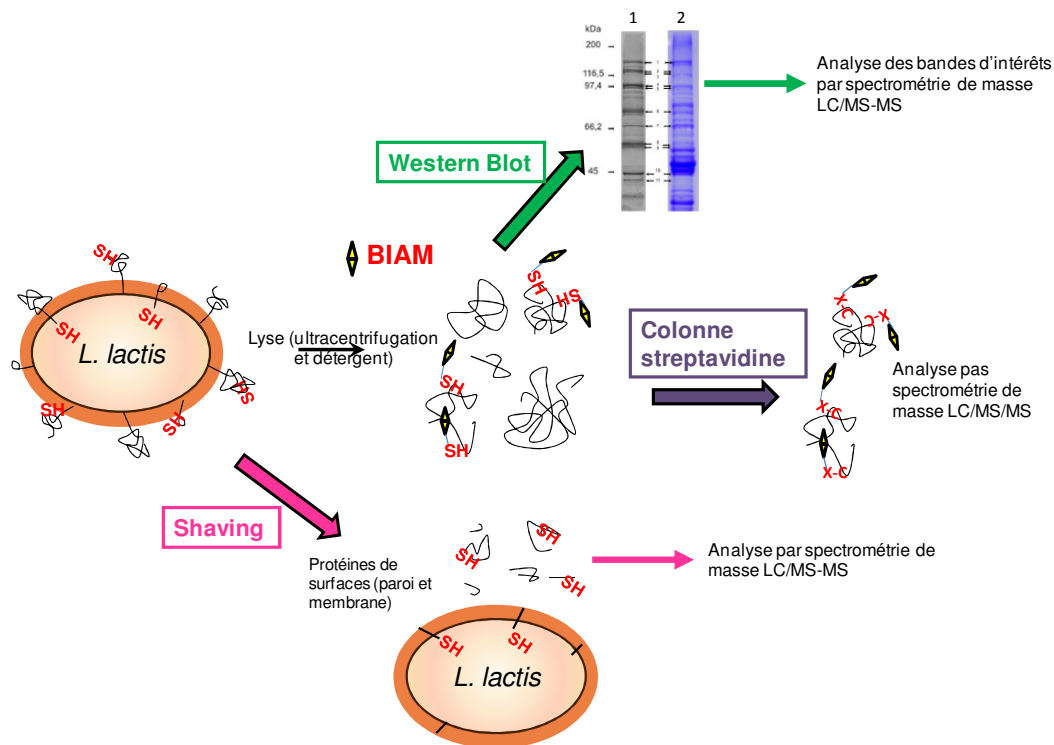 1 2
kDa
200
116,5
97,4
66,2
45
Analyse des bandes d'intérêts
par spectrométrie de masse
LC/MS-MS
Western Blot
BIAM
SH
SH
SH
SH
SH
SH
SH
L. lactis
Lyse (ultracentrifugation
et détergent)
SH
SH
SH
Colonne
streptavidine
X-C
X-C
X-C
X-C
Analyse pas
spectrométrie de
masse LC/MS/MS
Shaving
Protéines de
surfaces (paroi et
membrane)
SH
SH
SH
Analyse par spectrométrie de
masse LC/MS-MS
SH
SH
L. lactis